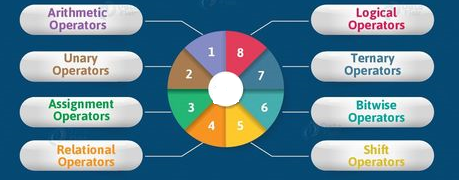 Arithmetic
Operators
Unary
Operators
Assignment
Operators
Relational
Operators
1
2
3
4
5
6
7
8
Logical
Operators
Ternary
Operators
Bitwise
Operators
Shift
Operators